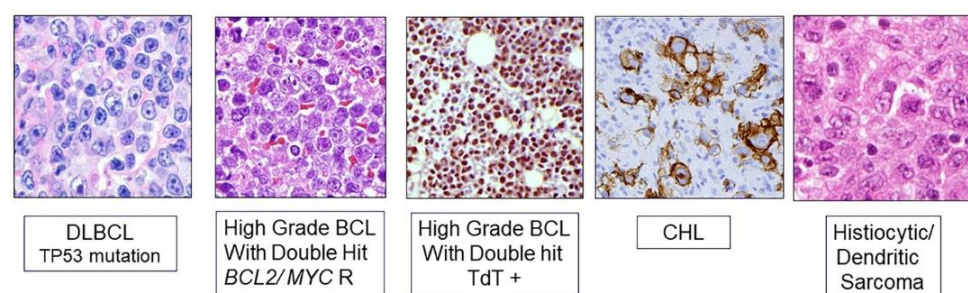 DLBCL
TP53 mutation
High Grade BCL
With Double Hit
BCL2/ MYC R
High Grade BCL
With Double hit
TdT +
CHL
Histiocytic/
Dendritic
Sarcoma